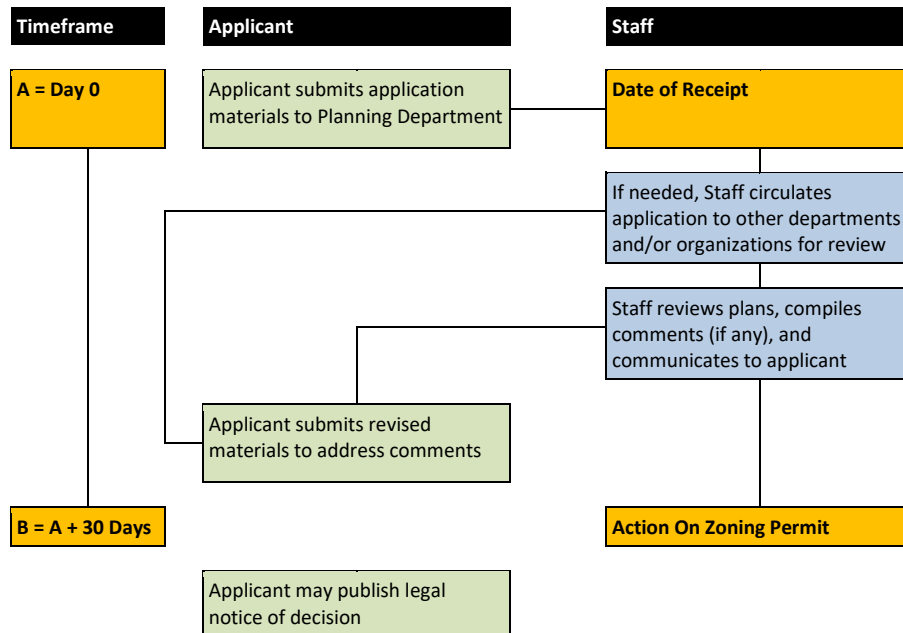 Timeframe
Applicant
Staff
A = Day 0
Applicant submits application
materials to Planning Department
Date of Receipt
If needed, Staff circulates
application to other departments
and/or organizations for review
Staff reviews plans, compiles
comments (if any), and
communicates to applicant
Applicant submits revised
materials to address comments
B = A + 30 Days
Action On Zoning Permit
Applicant may publish legal
notice of decision